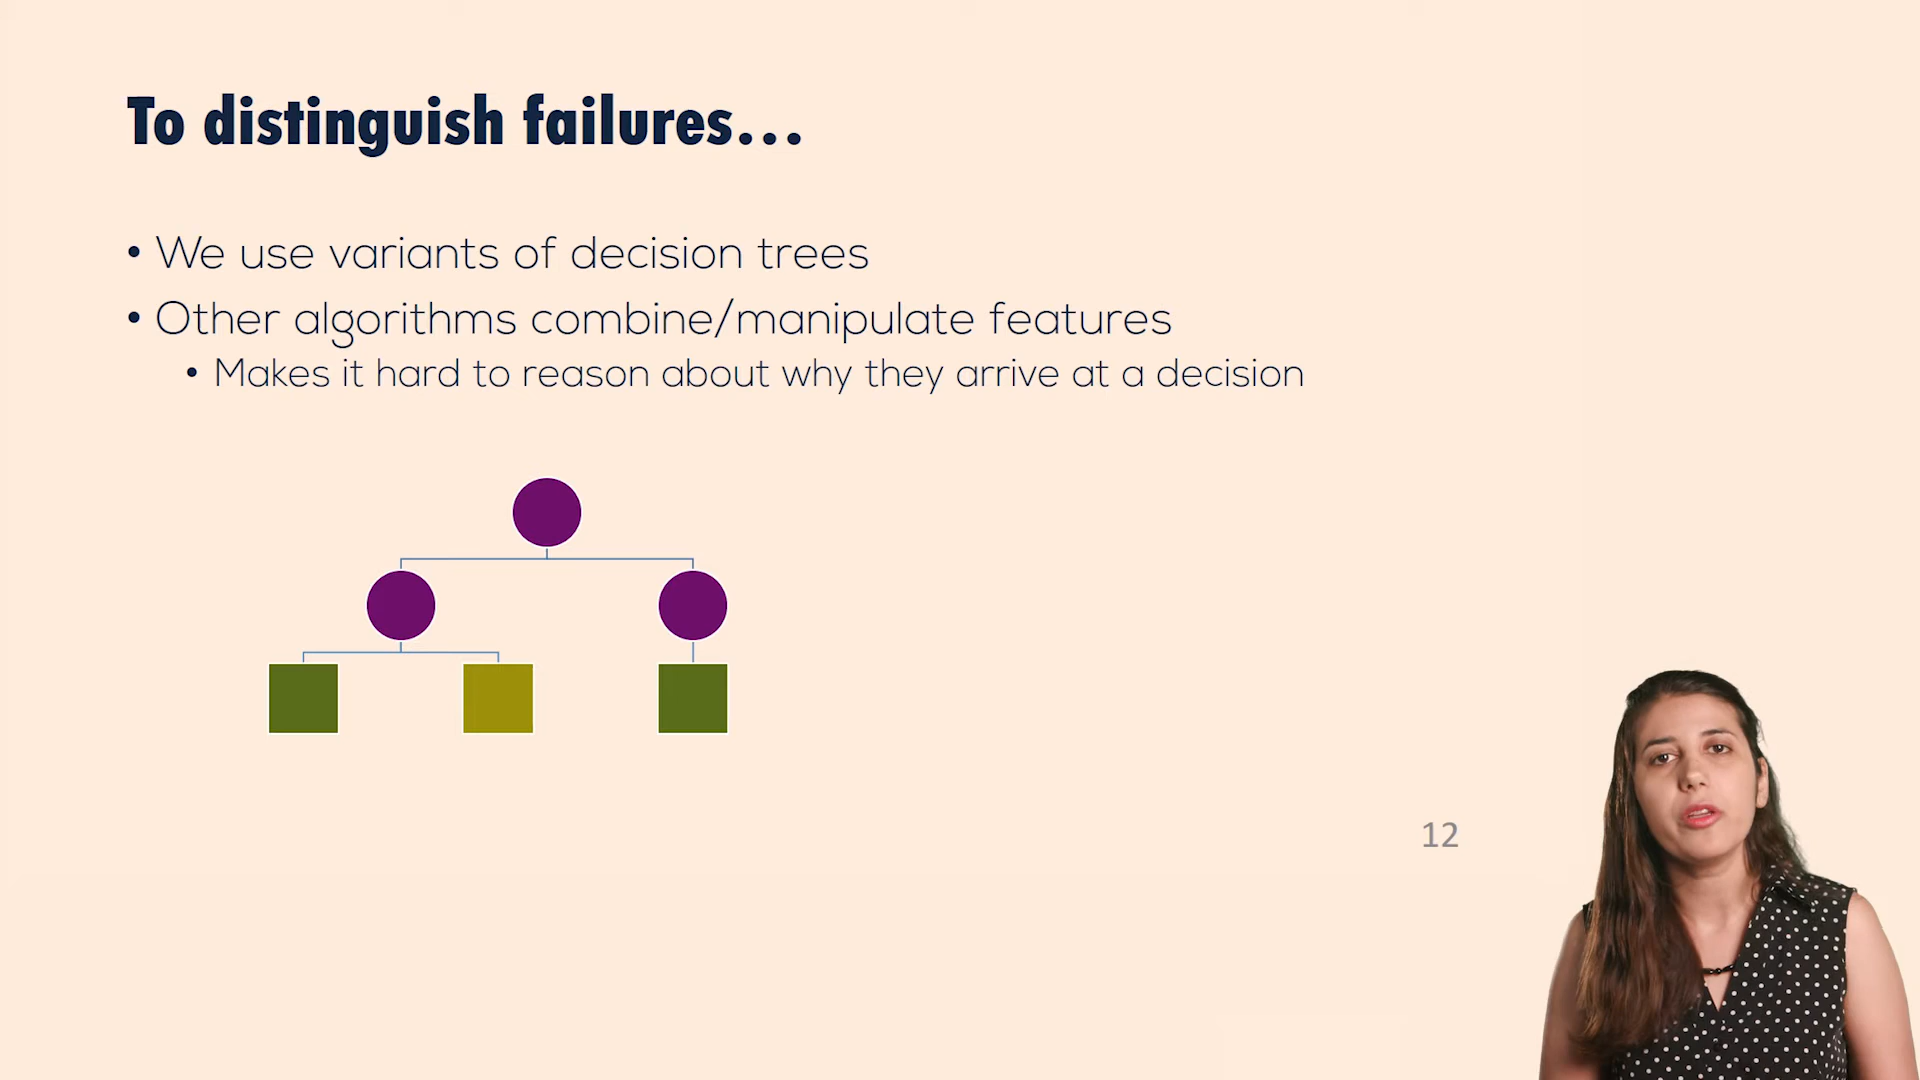 To distinguish failures...
• We use variants of decision trees
• Other algorithms combine/manipulate features
• Makes it hard to reason about why they arrive at a decision
12